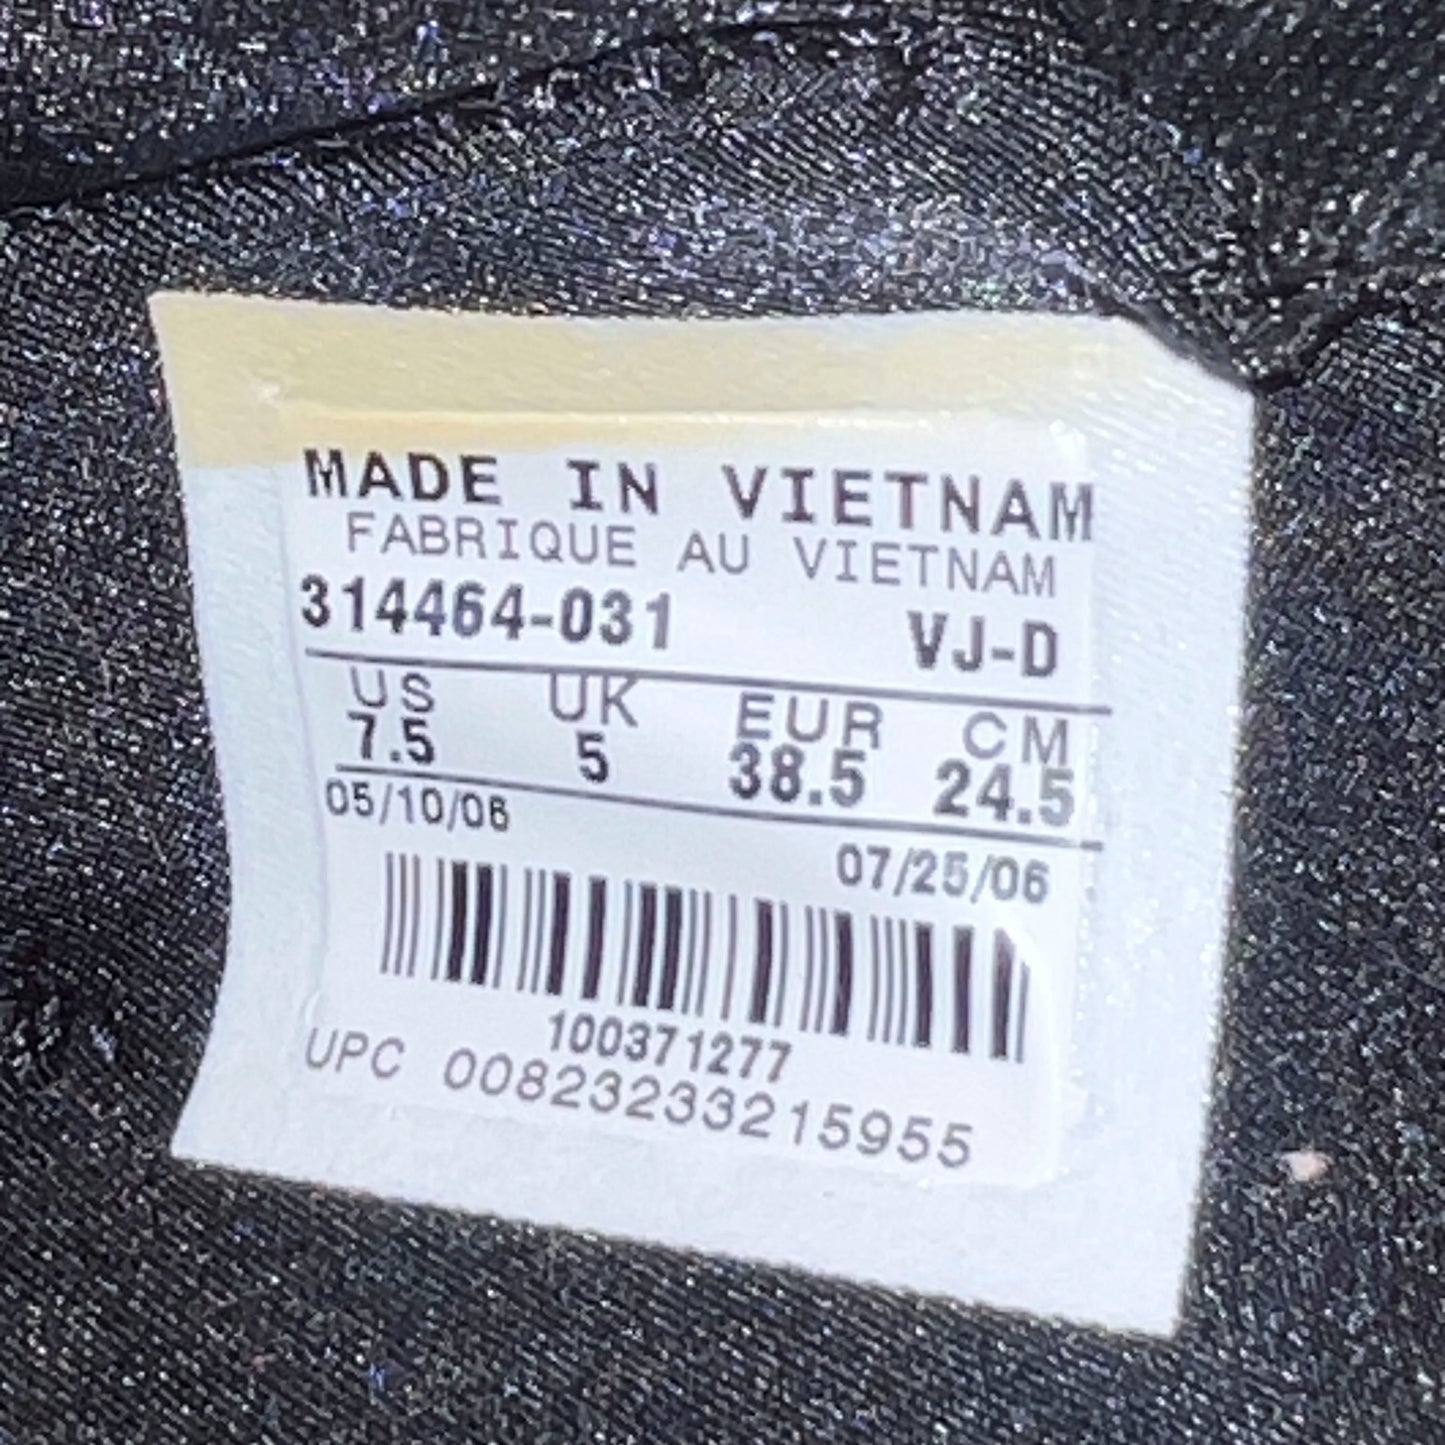 MADE IN VIETNAM
FABRIQUE AU VIETNAM
314464-031 VJ-D
US UK EUR CM
7.5 5 38.5 24.5
05/10/06
07/25/06
100371277
UPC 00823233215955